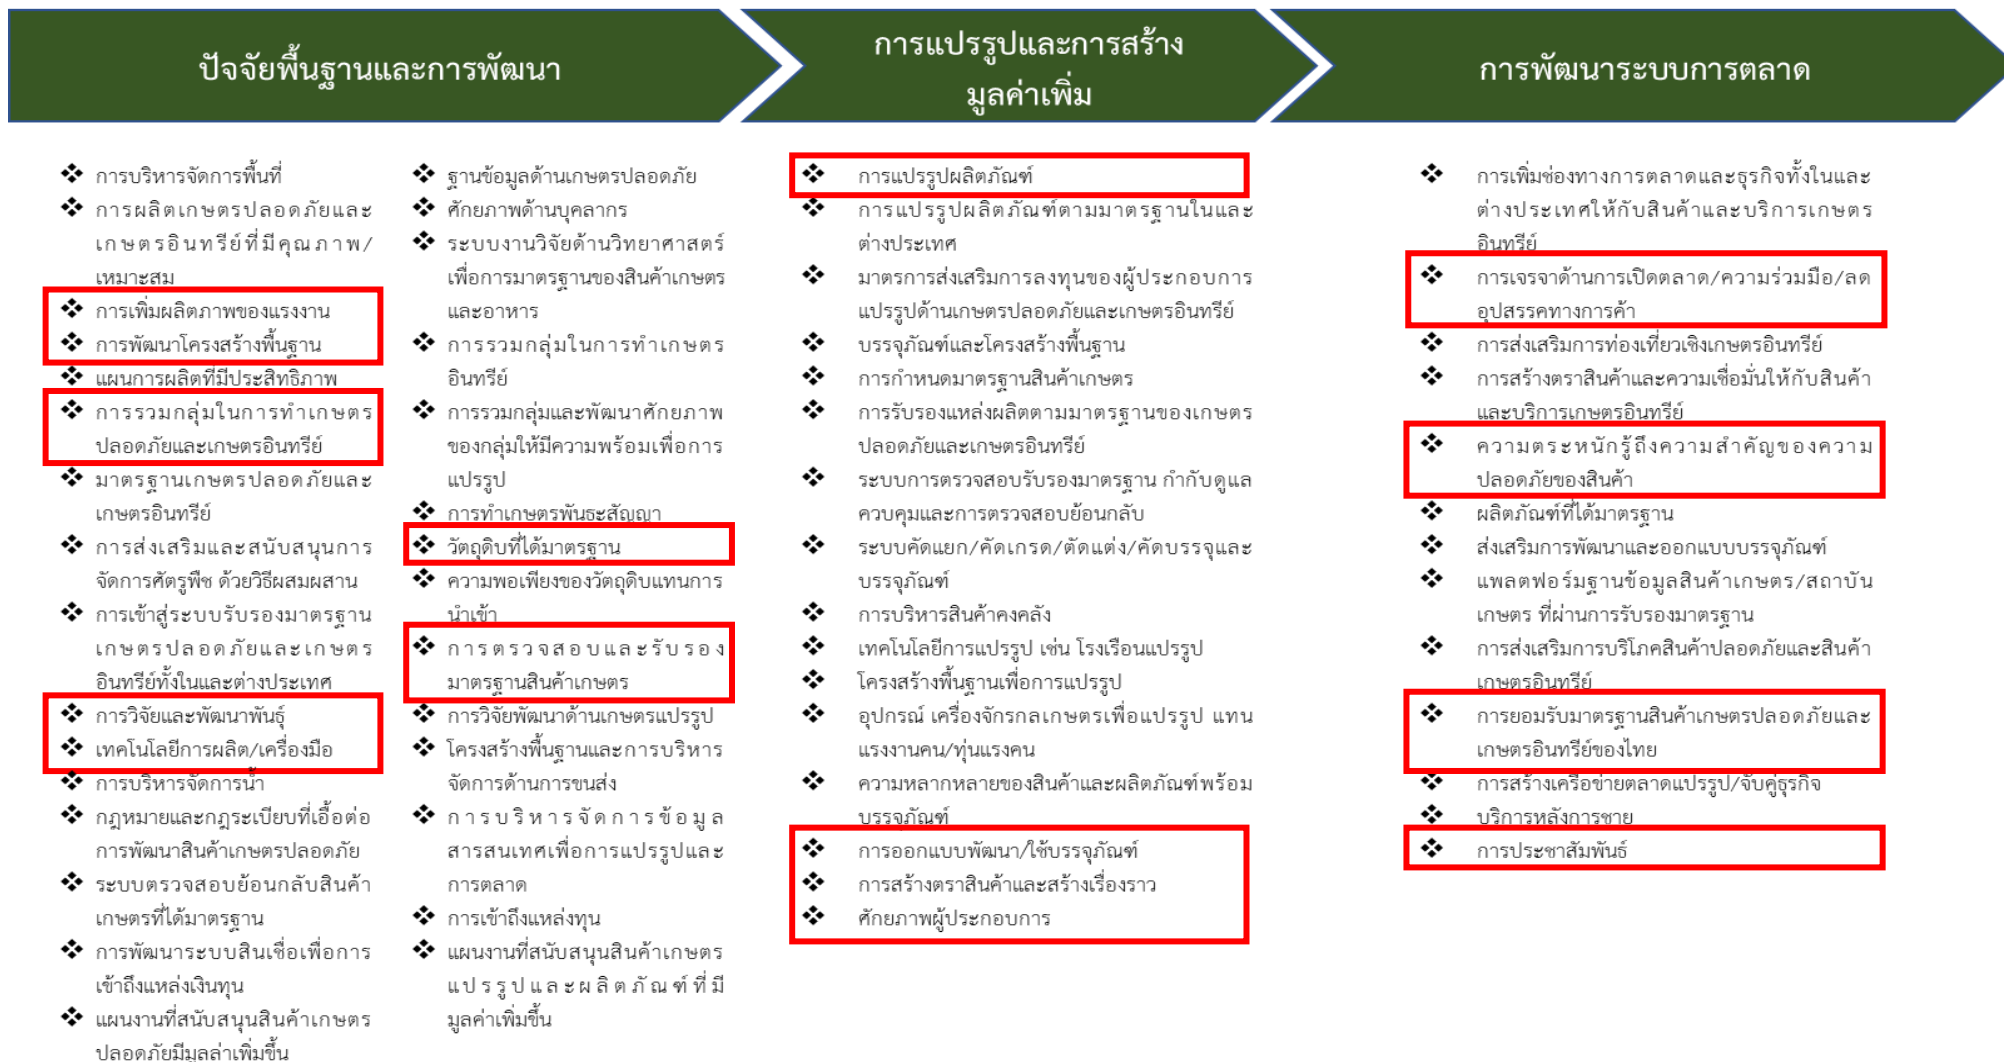 ปัจจัยพื้นฐานและการพัฒนา
การแปรรูปและการสร้าง
มูลค่าเพิ่ม
การพัฒนาระบบการตลาด
❖ การบริหารจัดการพื้นที่
❖ การผลิตเกษตรปลอดภัยและ
เกษตรอินทรีย์ที่มีคุณภาพ/
เหมาะสม
❖ การเพิ่มผลิตภาพของแรงงาน
❖ การพัฒนาโครงสร้างพื้นฐาน
❖ แผนการผลิตที่มีประสิทธิภาพ
❖ การรวมกลุ่มในการทำเกษตร
ปลอดภัยและเกษตรอินทรีย์
❖ มาตรฐานเกษตรปลอดภัยและ
เกษตรอินทรีย์
❖ การส่งเสริมและสนับสนุนการ
จัดการศัตรูพืช ด้วยวิธีผสมผสาน
❖ การเข้าสู่ระบบรับรองมาตรฐาน
เกษตรปลอดภัยและเกษตร
อินทรีย์ทั้งในและต่างประเทศ
❖ การวิจัยและพัฒนาพันธุ์
❖ เทคโนโลยีการผลิต/เครื่องมือ
❖ การบริหารจัดการน้ำ
❖ กฎหมายและกฎระเบียบที่เอื้อต่อ
การพัฒนาสินค้าเกษตรปลอดภัย
❖ ระบบตรวจสอบย้อนกลับสินค้า
เกษตรที่ได้มาตรฐาน
❖ การพัฒนาระบบสินเชื่อเพื่อการ
เข้าถึงแหล่งเงินทุน
❖ แผนงานที่สนับสนุนสินค้าเกษตร
ปลอดภัยมีมูลล่าเพิ่มขึ้น
❖ ฐานข้อมูลด้านเกษตรปลอดภัย
❖ ศักยภาพด้านบุคลากร
❖ ระบบงานวิจัยด้านวิทยาศาสตร์
เพื่อการมาตรฐานของสินค้าเกษตร
และอาหาร
❖ การรวมกลุ่มในการทำเกษตร
อินทรีย์
❖ การรวมกลุ่มและพัฒนาศักยภาพ
ของกลุ่มให้มีความพร้อมเพื่อการ
แปรรูป
❖ การทำเกษตรพันธะสัญญา
❖ วัตถุดิบที่ได้มาตรฐาน
❖ ความพอเพียงของวัตถุดิบแทนการ
นำเข้า
❖ การตรวจสอบและรับรอง
มาตรฐานสินค้าเกษตร
❖ การวิจัยพัฒนาด้านเกษตรแปรรูป
❖ โครงสร้างพื้นฐานและการบริหาร
จัดการด้านการขนส่ง
❖ การบริหารจัดการข้อมูล
สารสนเทศเพื่อการแปรรูปและ
การตลาด
❖ การเข้าถึงแหล่งทุน
❖ แผนงานที่สนับสนุนสินค้าเกษตร
แปรรูปและผลิตภัณฑ์ที่มี
มูลค่าเพิ่มขึ้น
❖ การแปรรูปผลิตภัณฑ์
❖ การแปรรูปผลิตภัณฑ์ตามมาตรฐานในและ
ต่างประเทศ
❖ มาตรการส่งเสริมการลงทุนของผู้ประกอบการ
แปรรูปด้านเกษตรปลอดภัยและเกษตรอินทรีย์
❖ บรรจุภัณฑ์และโครงสร้างพื้นฐาน
❖ การกำหนดมาตรฐานสินค้าเกษตร
❖ การรับรองแหล่งผลิตตามมาตรฐานของเกษตร
ปลอดภัยและเกษตรอินทรีย์
❖ ระบบการตรวจสอบรับรองมาตรฐาน กำกับดูแล
ควบคุมและการตรวจสอบย้อนกลับ
❖ ระบบคัดแยก/คัดเกรด/ตัดแต่ง/คัดบรรจุและ
บรรจุภัณฑ์
❖ การบริหารสินค้าคงคลัง
❖ เทคโนโลยีการแปรรูป เช่น โรงเรือนแปรรูป
❖ โครงสร้างพื้นฐานเพื่อการแปรรูป
❖ อุปกรณ์ เครื่องจักรกลเกษตรเพื่อแปรรูป แทน
แรงงานคน/ทุ่นแรงคน
❖ ความหลากหลายของสินค้าและผลิตภัณฑ์พร้อม
บรรจุภัณฑ์
❖ การออกแบบพัฒนา/ใช้บรรจุภัณฑ์
❖ การสร้างตราสินค้าและสร้างเรื่องราว
❖ ศักยภาพผู้ประกอบการ
❖ การเพิ่มช่องทางการตลาดและธุรกิจทั้งในและ
ต่างประเทศให้กับสินค้าและบริการเกษตร
อินทรีย์
❖ การเจรจาด้านการเปิดตลาด/ความร่วมมือ/ลด
อุปสรรคทางการค้า
❖ การส่งเสริมการท่องเที่ยวเชิงเกษตรอินทรีย์
❖ การสร้างตราสินค้าและความเชื่อมั่นให้กับสินค้า
และบริการเกษตรอินทรีย์
❖ ความตระหนักรู้ถึงความสำคัญของความ
ปลอดภัยของสินค้า
❖ ผลิตภัณฑ์ที่ได้มาตรฐาน
❖ ส่งเสริมการพัฒนาและออกแบบบรรจุภัณฑ์
❖ แพลตฟอร์มฐานข้อมูลสินค้าเกษตร/สถาบัน
เกษตร ที่ผ่านการรับรองมาตรฐาน
❖ การส่งเสริมการบริโภคสินค้าปลอดภัยและสินค้า
เกษตรอินทรีย์
❖ การยอมรับมาตรฐานสินค้าเกษตรปลอดภัยและ
เกษตรอินทรีย์ของไทย
❖ การสร้างเครือข่ายตลาดแปรรูป/จับคู่ธุรกิจ
❖ บริการหลังการขาย
❖ การประชาสัมพันธ์